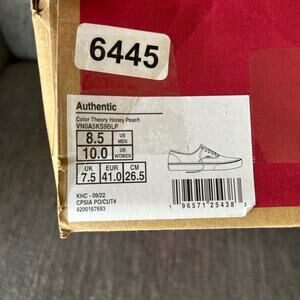 6445
Authentic
Color Theory Honey Peach
VN0A5KS9BLP
8.5 US MEN
10.0 US WOMEN
UK EUR CM
7.5 41.0 26.5
KHC - 09/22
CPSIA PO/CUT#
4200167693
1 96571 25438 3